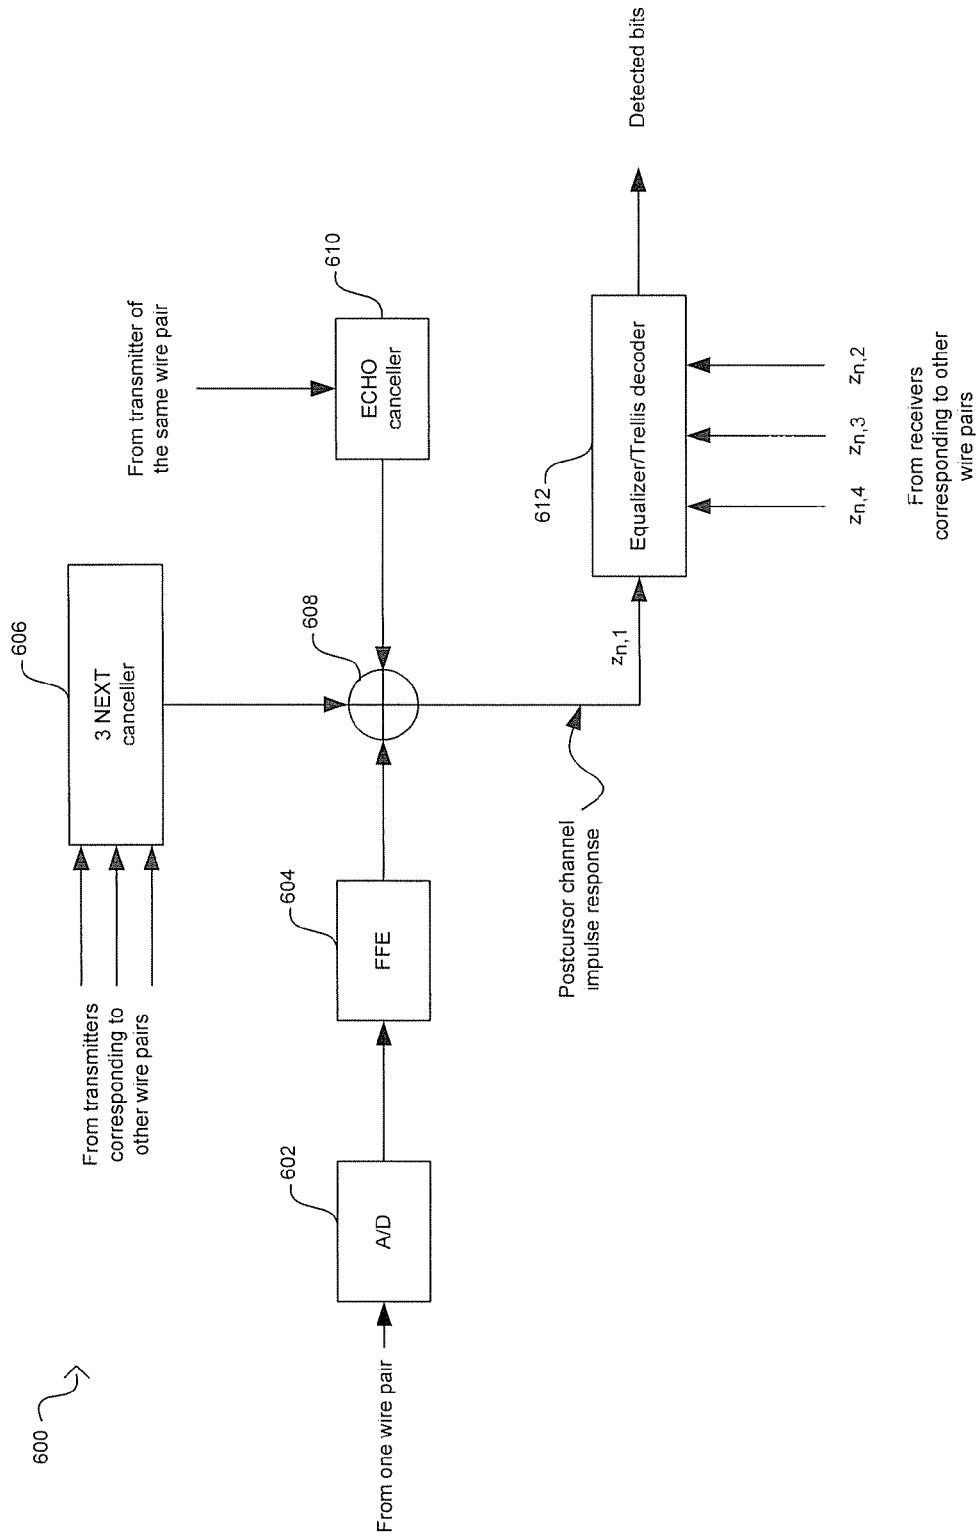 600
From one wire pair
602
A/D
604
FFE
From transmitters
corresponding to
other wire pairs
606
3 NEXT
canceller
608
From transmitter of
the same wire pair
610
ECHO
canceller
Postcursor channel
impulse response
zn,1
612
Equalizer/Trellis decoder
zn,4
zn,3
zn,2
From receivers
corresponding to other
wire pairs
Detected bits